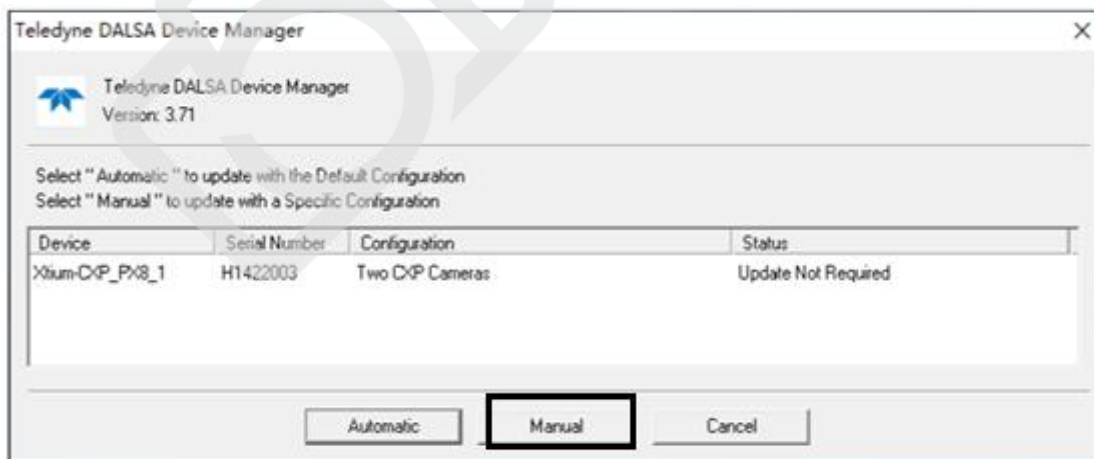 Teledyne DALSA Device Manager
Teledyne DALSA Device Manager
Version: 3.71
Select "Automatic" to update with the Default Configuration
Select "Manual" to update with a Specific Configuration
Device Serial Number Configuration Status
Xtium-CXP_PX8_1 H1422003 Two CXP Cameras Update Not Required
Automatic Manual Cancel